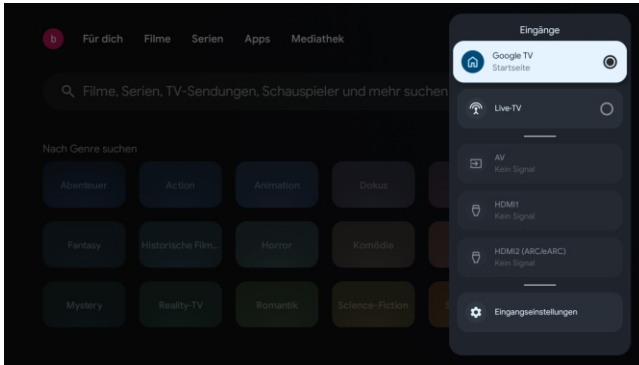 b Für dich Filme Serien Apps Mediathek
Filme, Serien, TV-Sendungen, Schauspieler und mehr suchen
Nach Genre suchen
Abenteuer Action Animation Dokus
Fantasy Historische Film... Horror Komödie
Mystery Reality-TV Romantik Science-Fiction
Eingänge
Google TV
Startseite
Live-TV
AV
Kein Signal
HDMI1
Kein Signal
HDMI2 (ARC/eARC)
Kein Signal
Eingangseinstellungen